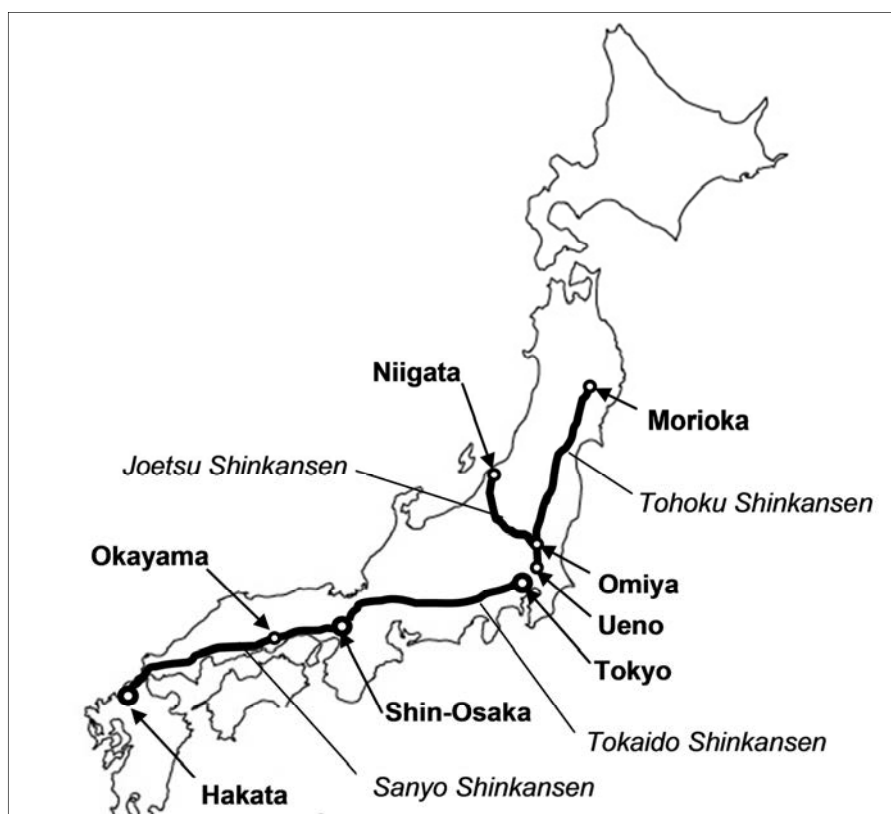 Niigata
Morioka
Joetsu Shinkansen
Tohoku Shinkansen
Okayama
Omiya
Ueno
Tokyo
Shin-Osaka
Tokaido Shinkansen
Sanyo Shinkansen
Hakata